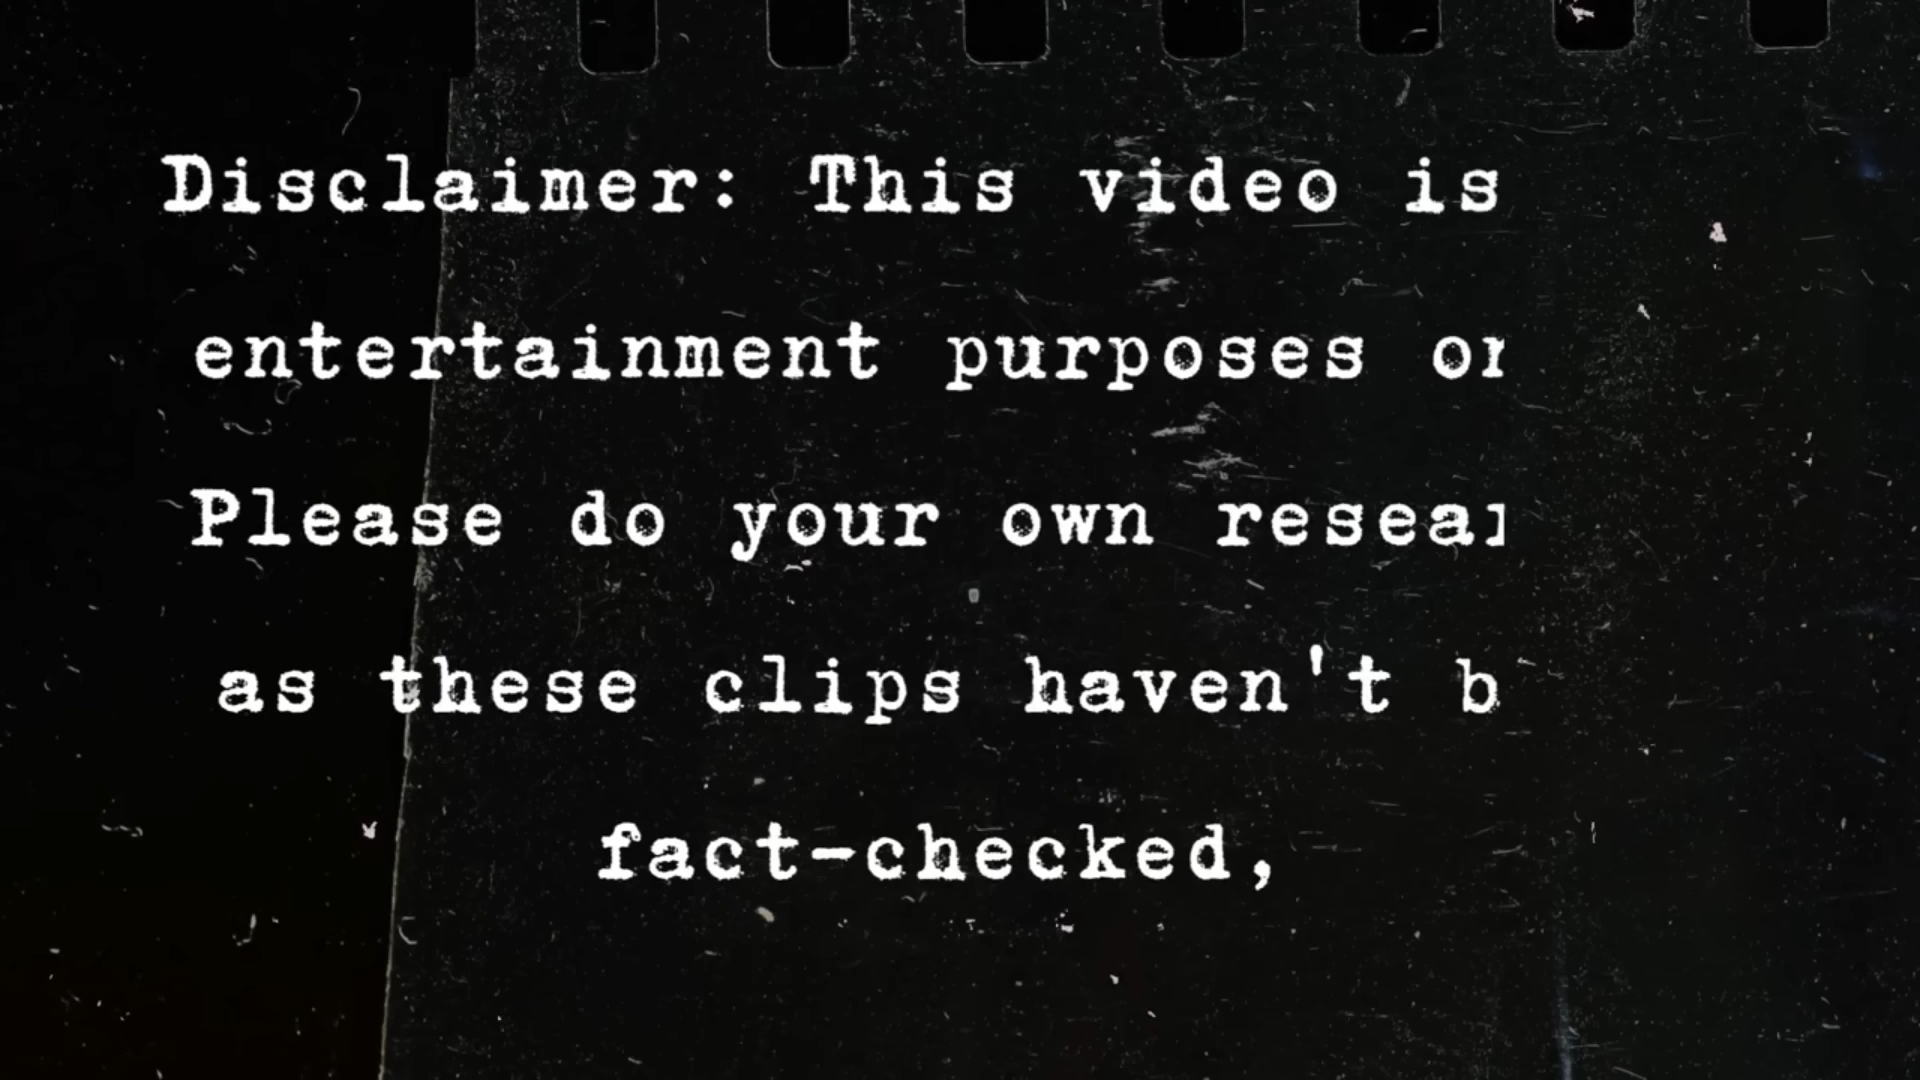 Disclaimer: This video is
entertainment purposes
Please do your own
as these clips haven't
fact-checked,